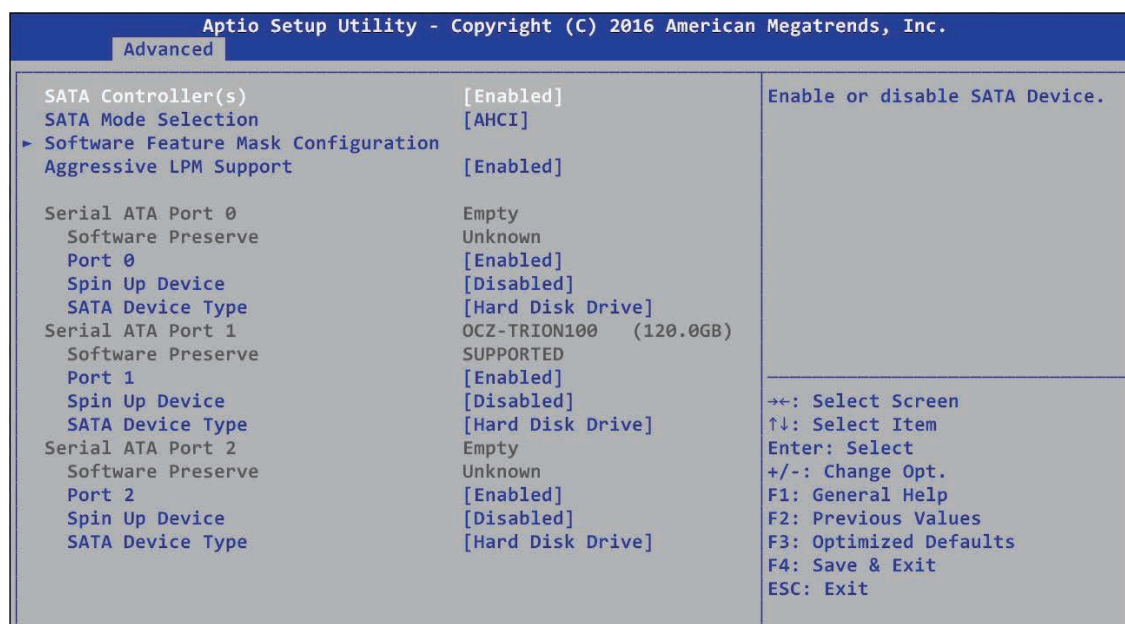 Aptio Setup Utility - Copyright (C) 2016 American Megatrends, Inc.
Advanced
SATA Controller(s) [Enabled]
SATA Mode Selection [AHCI]
► Software Feature Mask Configuration
Aggressive LPM Support [Enabled]
Serial ATA Port 0 Empty
Software Preserve Unknown
Port 0 [Enabled]
Spin Up Device [Disabled]
SATA Device Type [Hard Disk Drive]
Serial ATA Port 1 OCZ-TRION100 (120.0GB)
Software Preserve SUPPORTED
Port 1 [Enabled]
Spin Up Device [Disabled]
SATA Device Type [Hard Disk Drive]
Serial ATA Port 2 Empty
Software Preserve Unknown
Port 2 [Enabled]
Spin Up Device [Disabled]
SATA Device Type [Hard Disk Drive]
Enable or disable SATA Device.
→←: Select Screen
↑↓: Select Item
Enter: Select
+/-: Change Opt.
F1: General Help
F2: Previous Values
F3: Optimized Defaults
F4: Save & Exit
ESC: Exit